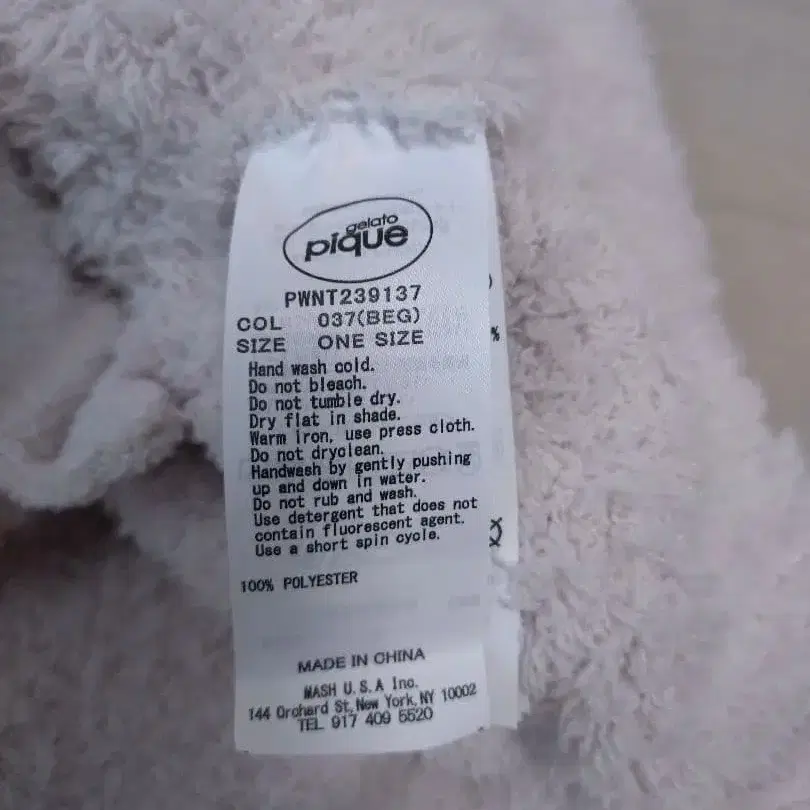 gelato
pique
PWNT239137
COL 037(BEG)
SIZE ONE SIZE
Hand wash cold.
Do not bleach.
Do not tumble dry.
Dry flat in shade.
Warm iron, use press cloth.
Do not dryclean.
Handwash by gently pushing
up and down in water.
Do not rub and wash.
Use detergent that does not
contain fluorescent agent.
Use a short spin cycle.
100% POLYESTER
MADE IN CHINA
MASH U.S.A Inc.
144 Orchard St, New York, NY 10002
TEL 917 409 5520
%